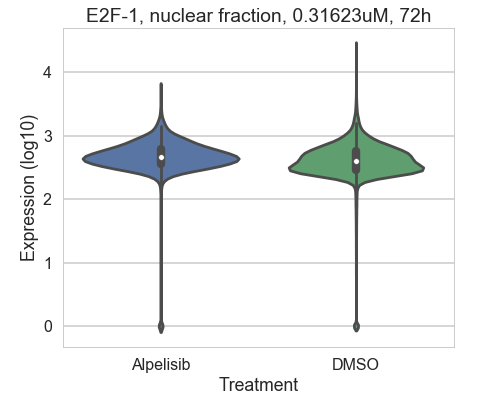 E2F-1, nuclear fraction, 0.31623uM, 72h
Expression (log10)
4
3
2
1
0
Alpelisib
DMSO
Treatment